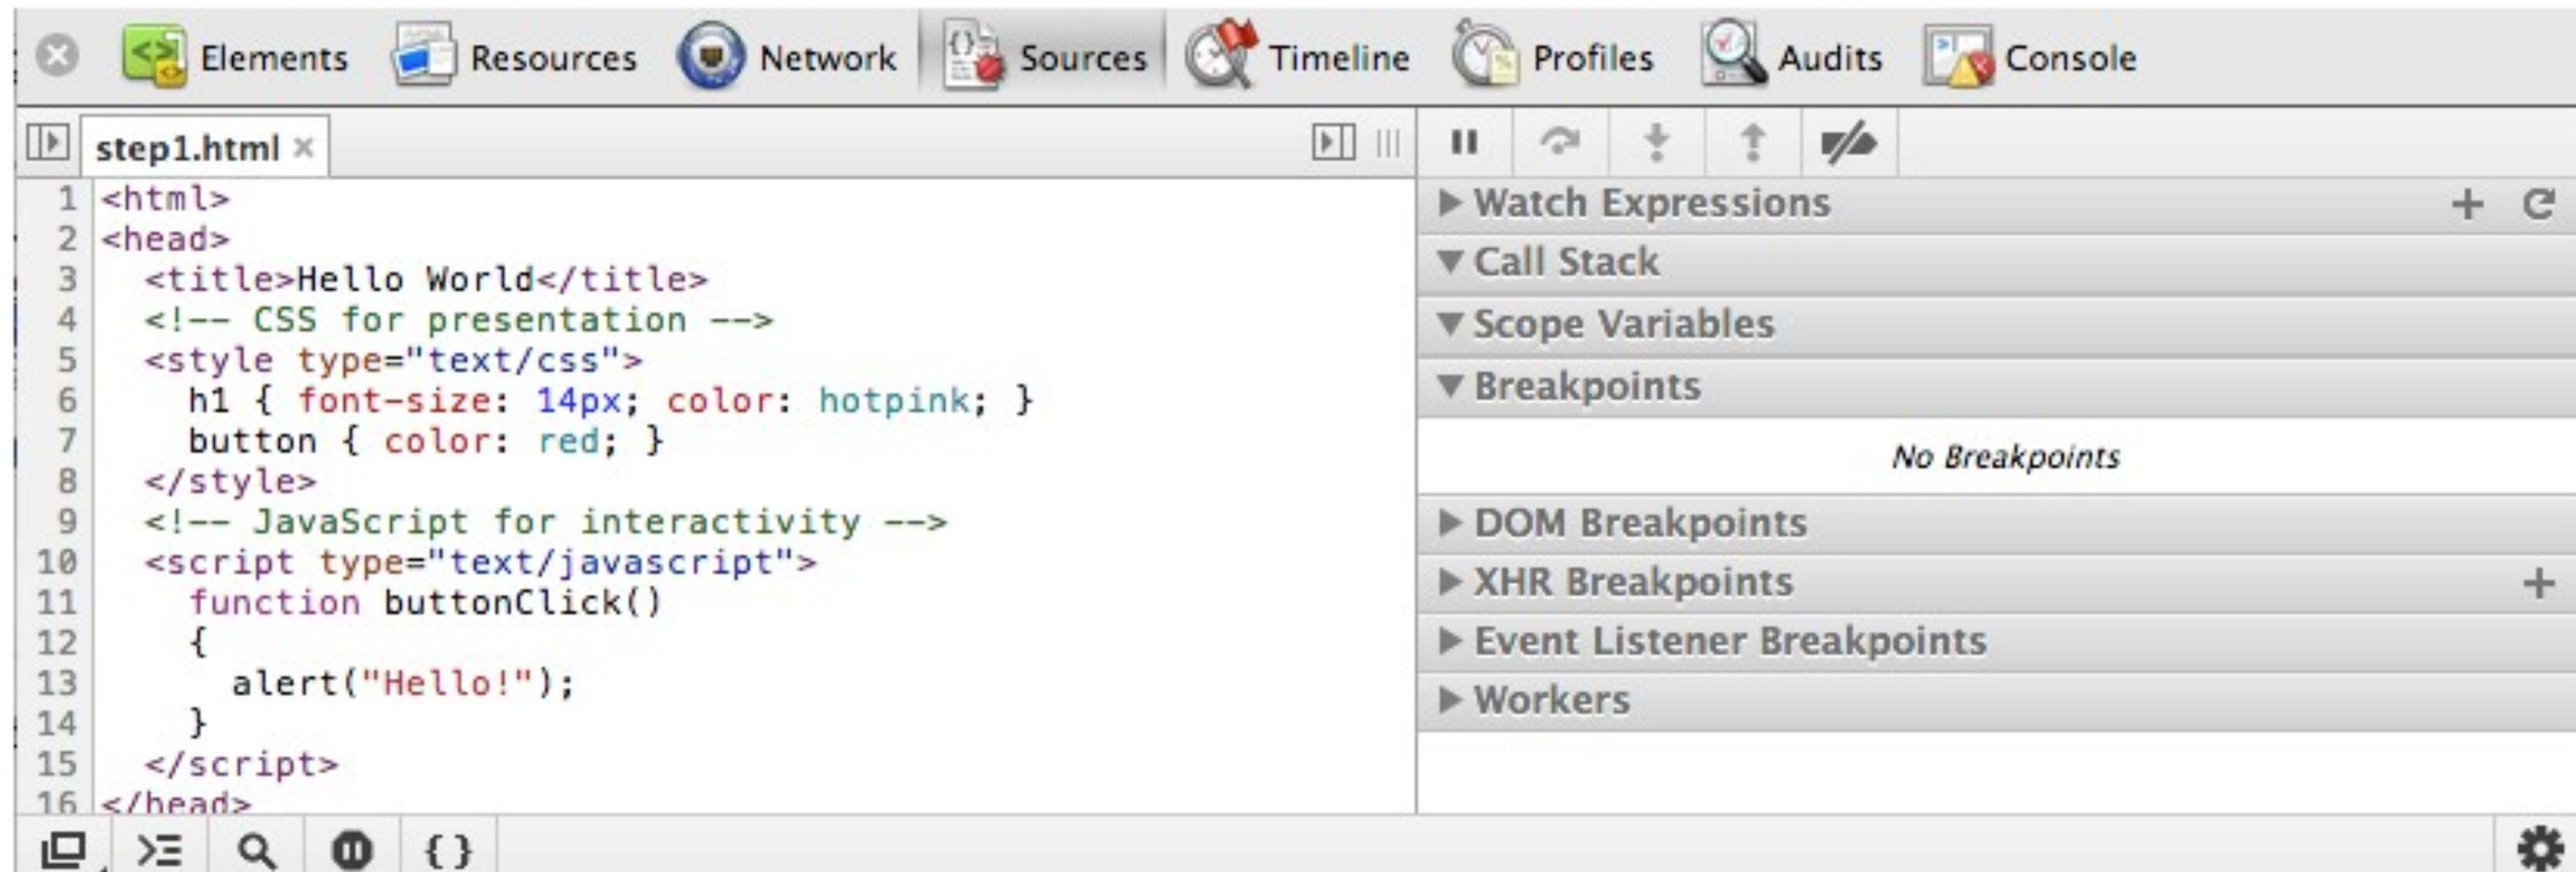 Elements Resources Network Sources Timeline Profiles Audits Console
step1.html
1 <html>
2 <head>
3   <title>Hello World</title>
4   <!-- CSS for presentation -->
5   <style type="text/css">
6     h1 { font-size: 14px; color: hotpink; }
7     button { color: red; }
8   </style>
9   <!-- JavaScript for interactivity -->
10   <script type="text/javascript">
11     function buttonClick()
12     {
13       alert("Hello!");
14     }
15   </script>
16 </head>
Watch Expressions
Call Stack
Scope Variables
Breakpoints
No Breakpoints
DOM Breakpoints
XHR Breakpoints
Event Listener Breakpoints
Workers